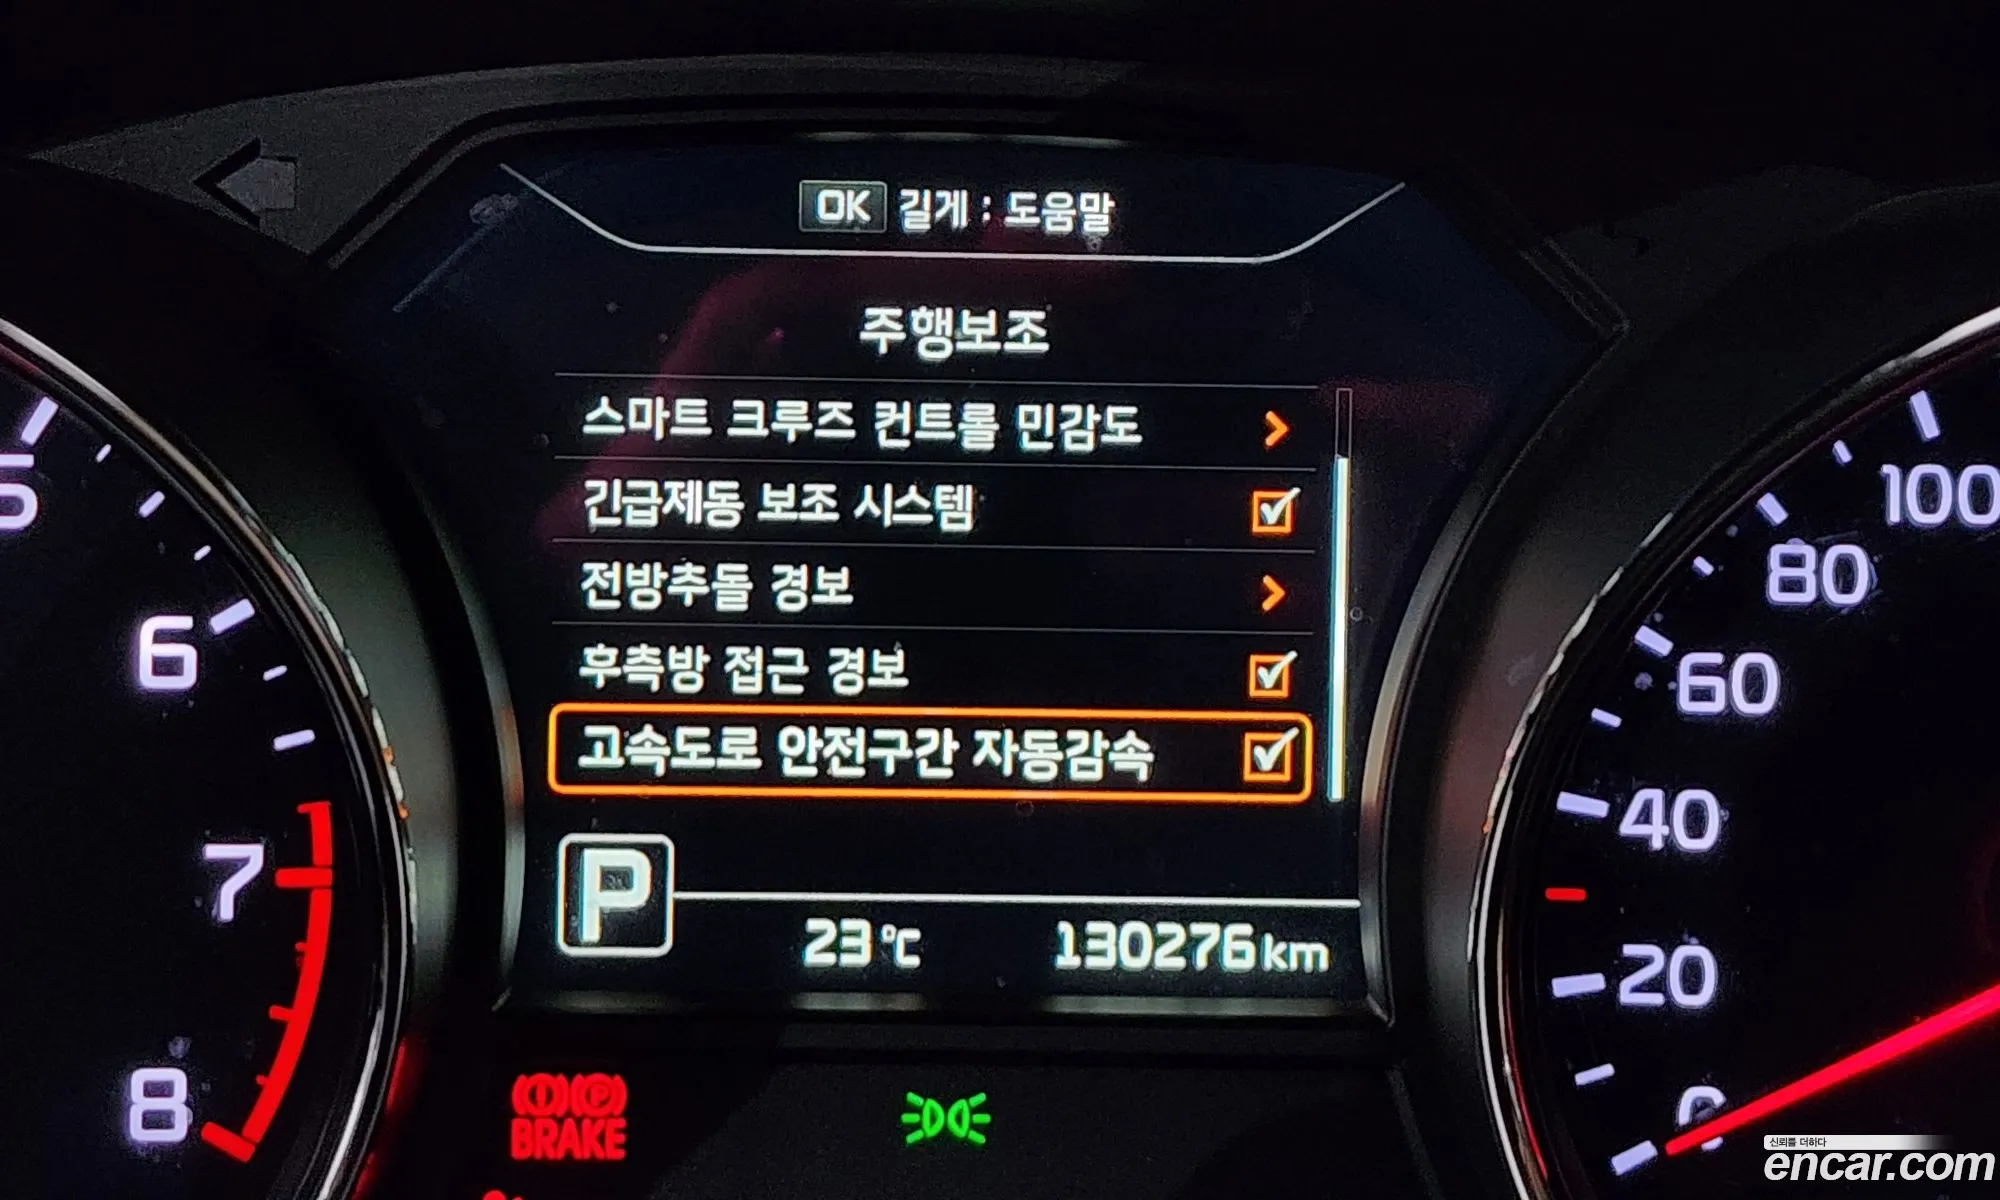 OK 길게 : 도움말
주행보조
스마트 크루즈 컨트롤 민감도
긴급제동 보조 시스템
전방추돌 경보
후측방 접근 경보
고속도로 안전구간 자동감속
P
23℃ 130276km
BRAKE
5
6
7
8
100
80
60
40
20
0
신뢰를 더하다
encar.com